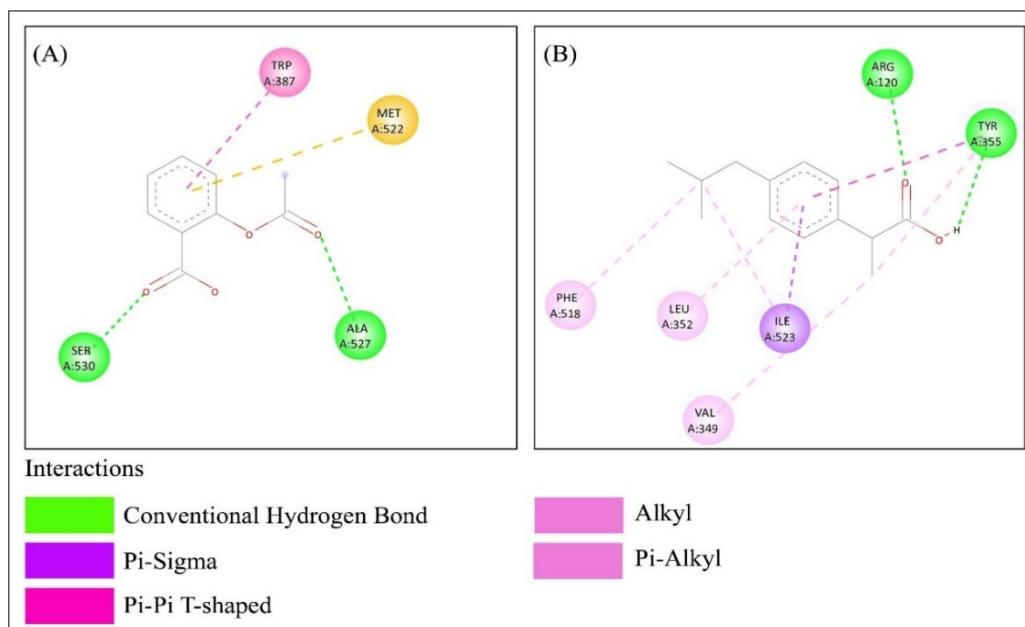 (A)
TRP
A:387
MET
A:522
O
O
O
O
SER
A:530
ALA
A:527
(B)
ARG
A:120
TYR
A:355
O
O
H
PHE
A:518
LEU
A:352
ILE
A:523
VAL
A:349
Interactions
Conventional Hydrogen Bond
Pi-Sigma
Pi-Pi T-shaped
Alkyl
Pi-Alkyl